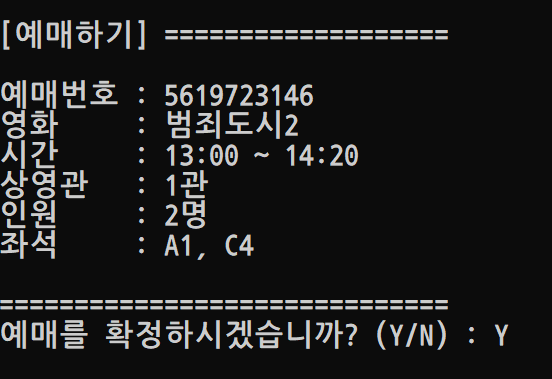 [예매하기] ===================
예매번호 : 5619723146
영화 : 범죄도시2
시간 : 13:00 ~ 14:20
상영관 : 1관
인원 : 2명
좌석 : A1, C4
==============================
예매를 확정하시겠습니까? (Y/N) : Y